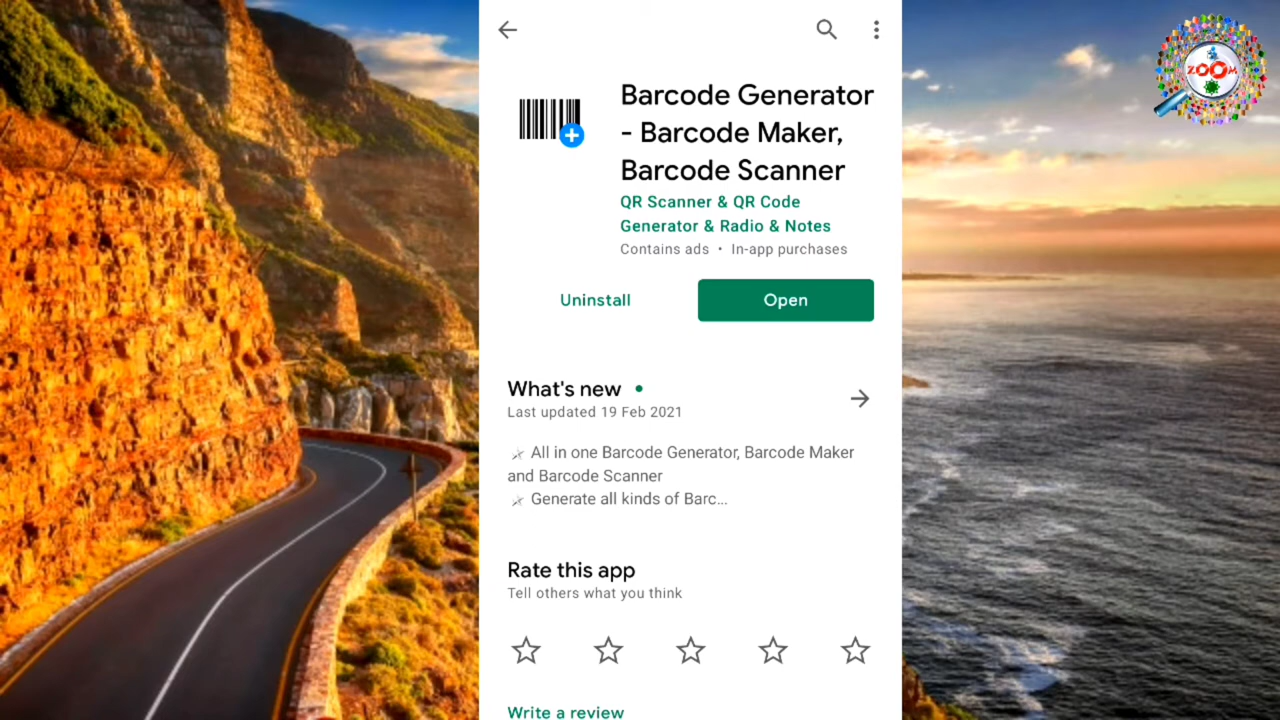 Barcode Generator
- Barcode Maker,
Barcode Scanner
QR Scanner & QR Code
Generator & Radio & Notes
Contains ads • In-app purchases
Uninstall
Open
What's new •
Last updated 19 Feb 2021
All in one Barcode Generator, Barcode Maker
and Barcode Scanner
Generate all kinds of Barc...
Rate this app
Tell others what you think
Write a review
ZOOM